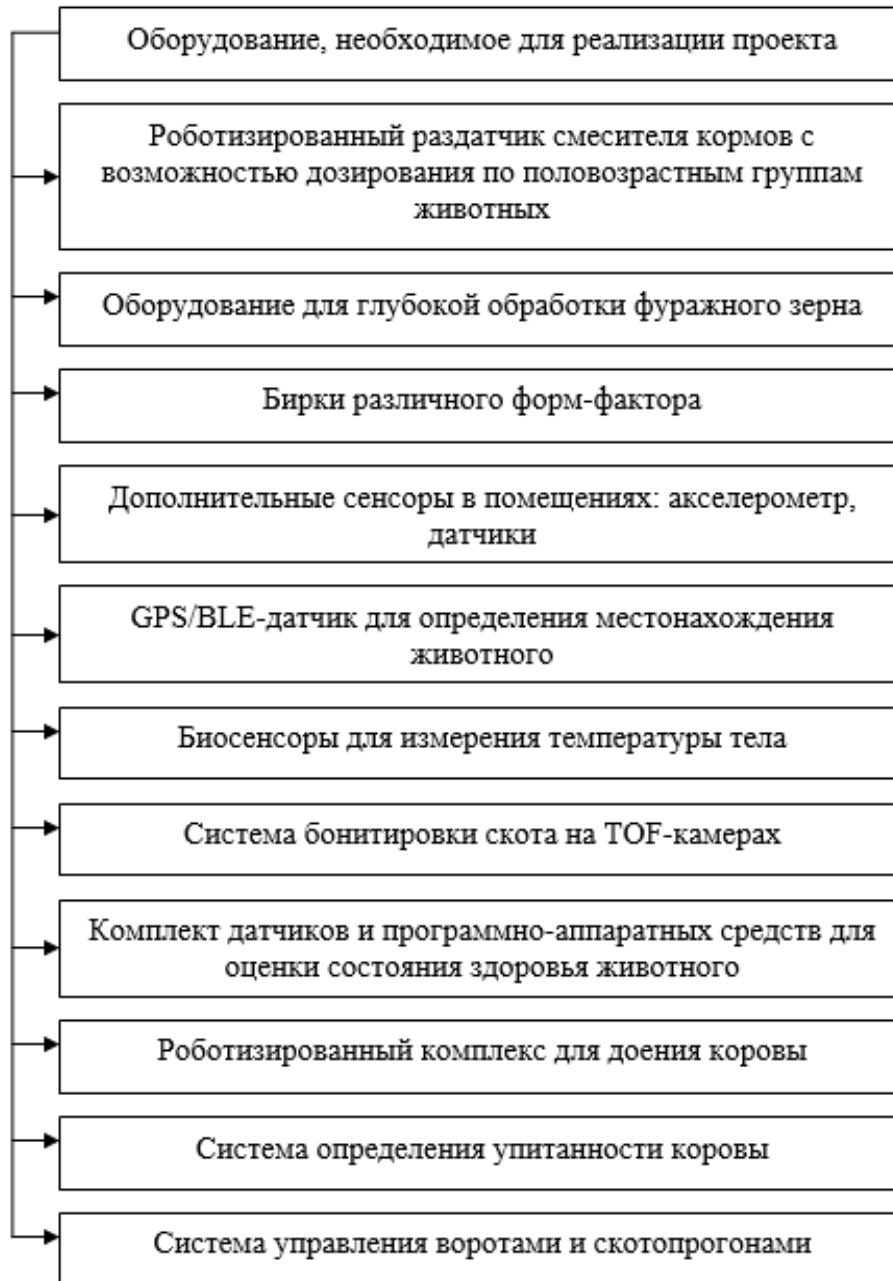 Оборудование, необходимое для реализации проекта
Роботизированный раздатчик смесителя кормов с
возможностью дозирования по половозрастным группам
животных
Оборудование для глубокой обработки фуражного зерна
Бирки различного форм-фактора
Дополнительные сенсоры в помещениях: акселерометр,
датчики
GPS/BLE-датчик для определения местонахождения
животного
Биосенсоры для измерения температуры тела
Система бонитировки скота на TOF-камерах
Комплект датчиков и программно-аппаратных средств для
оценки состояния здоровья животного
Роботизированный комплекс для доения коровы
Система определения упитанности коровы
Система управления воротами и скотопрогонами